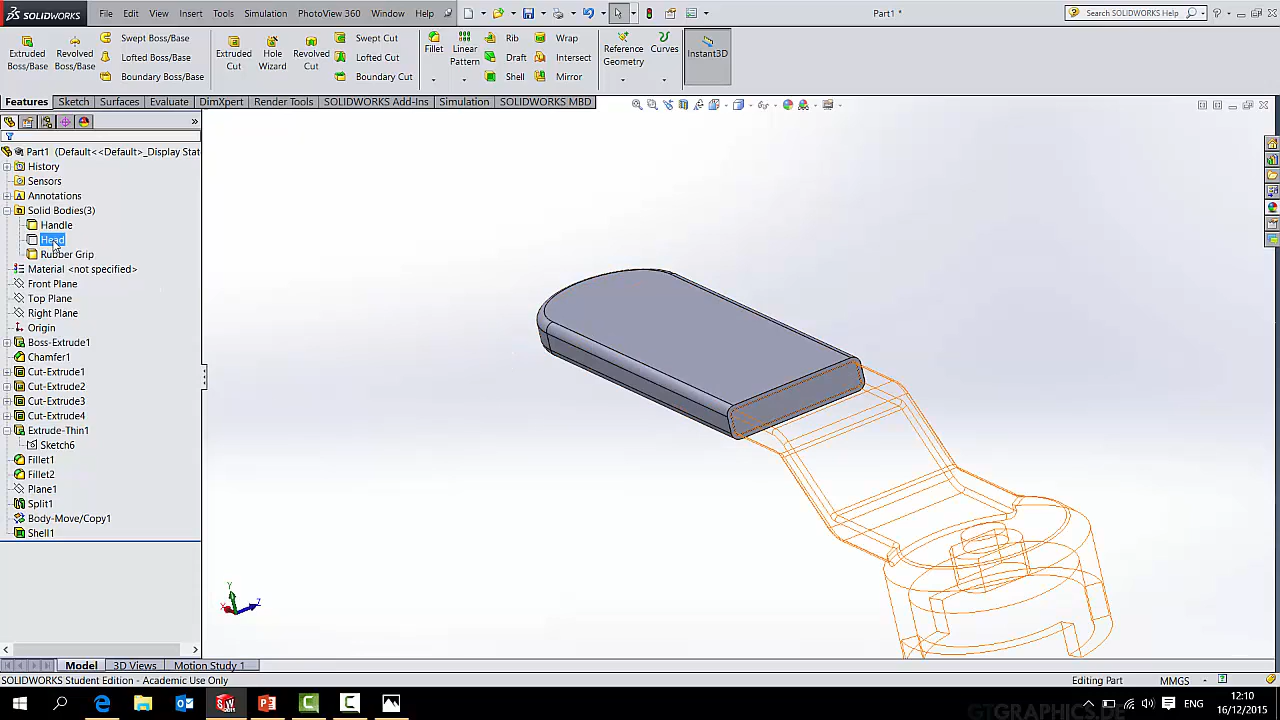 SOLIDWORKS File Edit View Insert Tools Simulation PhotoView 360 Window Help Part1 * Search SOLIDWORKS Help
Extruded Boss/Base
Revolved Boss/Base
Swept Boss/Base
Lofted Boss/Base
Boundary Boss/Base
Extruded Cut
Hole Wizard
Revolved Cut
Swept Cut
Lofted Cut
Boundary Cut
Fillet
Linear Pattern
Rib
Draft
Shell
Wrap
Intersect
Mirror
Reference Geometry
Curves
Instant3D
Features Sketch Surfaces Evaluate DimXpert Render Tools SOLIDWORKS Add-Ins Simulation SOLIDWORKS MBD
Part1 (Default<<Default>_Display Stat
History
Sensors
Annotations
Solid Bodies(3)
Handle
Head
Rubber Grip
Material <not specified>
Front Plane
Top Plane
Right Plane
Origin
Boss-Extrude1
Chamfer1
Cut-Extrude1
Cut-Extrude2
Cut-Extrude3
Cut-Extrude4
Extrude-Thin1
Sketch6
Fillet1
Fillet2
Plane1
Split1
Body-Move/Copy1
Shell1
Y
X
Z
Model 3D Views Motion Study 1
SOLIDWORKS Student Edition - Academic Use Only Editing Part MMGS
ENG
12:10
16/12/2015
GTGRAPHICS.DE